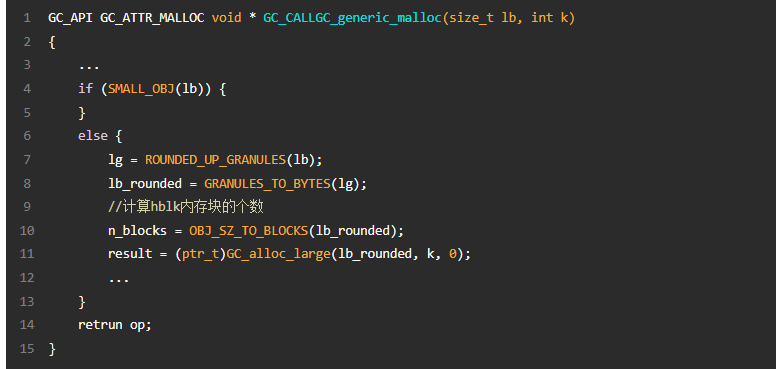 1 GC_API GC_ATTR_MALLOC void * GC_CALLGC_generic_malloc(size_t lb, int k)
2 {
3     ...
4     if (SMALL_OBJ(lb)) {
5     }
6     else {
7         lg = ROUNDED_UP_GRANULES(lb);
8         lb_rounded = GRANULES_TO_BYTES(lg);
9         //计算hblk内存块的个数
10         n_blocks = OBJ_SZ_TO_BLOCKS(lb_rounded);
11         result = (ptr_t)GC_alloc_large(lb_rounded, k, 0);
12         ...
13     }
14     retrun op;
15 }